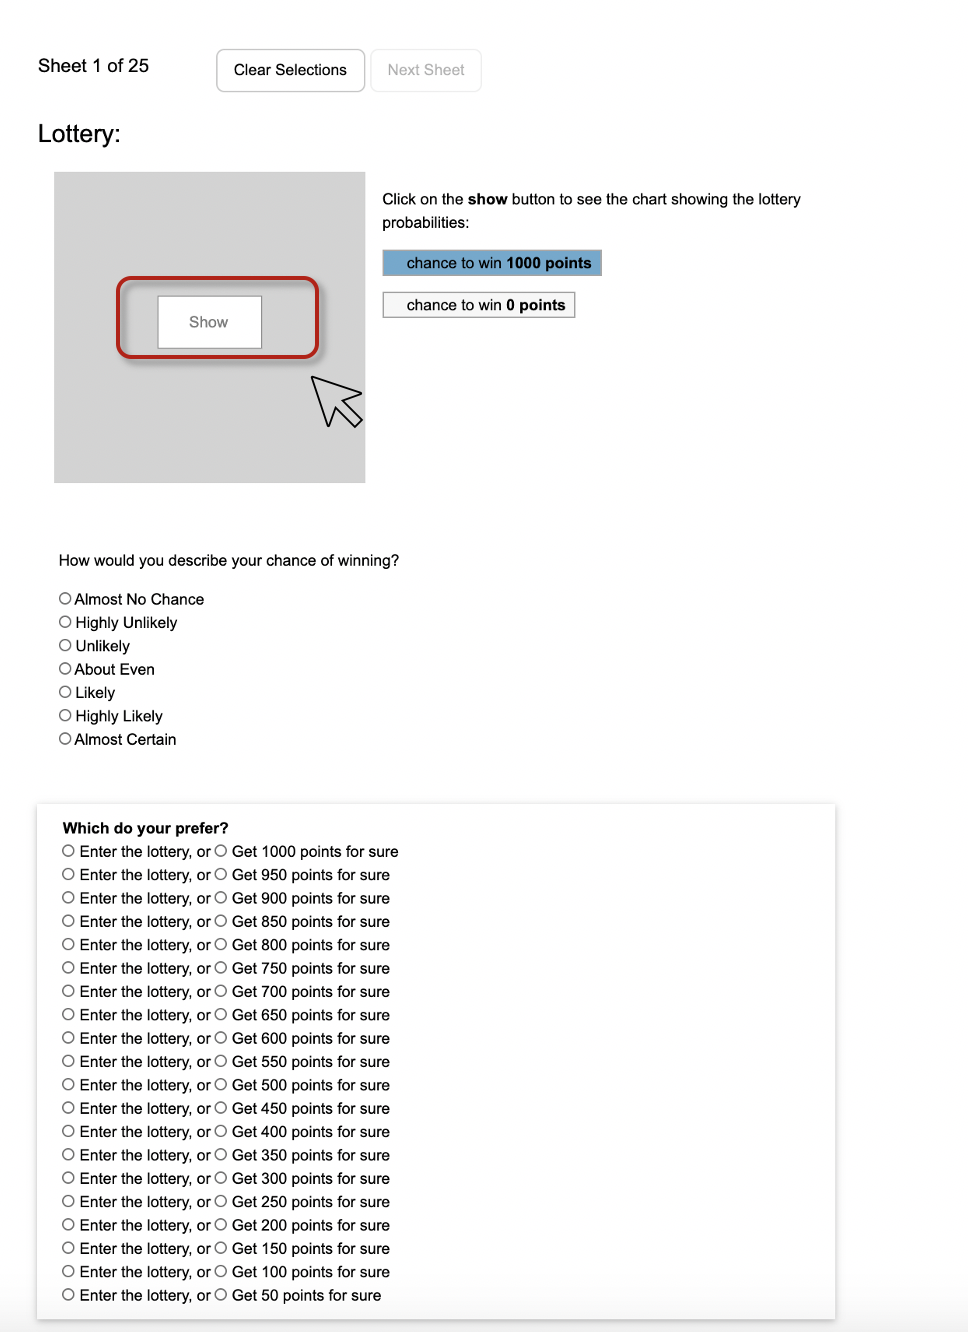 Sheet 1 of 25
Clear Selections
Next Sheet
Lottery:
Show
Click on the show button to see the chart showing the lottery
probabilities:
chance to win 1000 points
chance to win 0 points
How would you describe your chance of winning?
Almost No Chance
Highly Unlikely
Unlikely
About Even
Likely
Highly Likely
Almost Certain
Which do your prefer?
Enter the lottery, or Get 1000 points for sure
Enter the lottery, or Get 950 points for sure
Enter the lottery, or Get 900 points for sure
Enter the lottery, or Get 850 points for sure
Enter the lottery, or Get 800 points for sure
Enter the lottery, or Get 750 points for sure
Enter the lottery, or Get 700 points for sure
Enter the lottery, or Get 650 points for sure
Enter the lottery, or Get 600 points for sure
Enter the lottery, or Get 550 points for sure
Enter the lottery, or Get 500 points for sure
Enter the lottery, or Get 450 points for sure
Enter the lottery, or Get 400 points for sure
Enter the lottery, or Get 350 points for sure
Enter the lottery, or Get 300 points for sure
Enter the lottery, or Get 250 points for sure
Enter the lottery, or Get 200 points for sure
Enter the lottery, or Get 150 points for sure
Enter the lottery, or Get 100 points for sure
Enter the lottery, or Get 50 points for sure